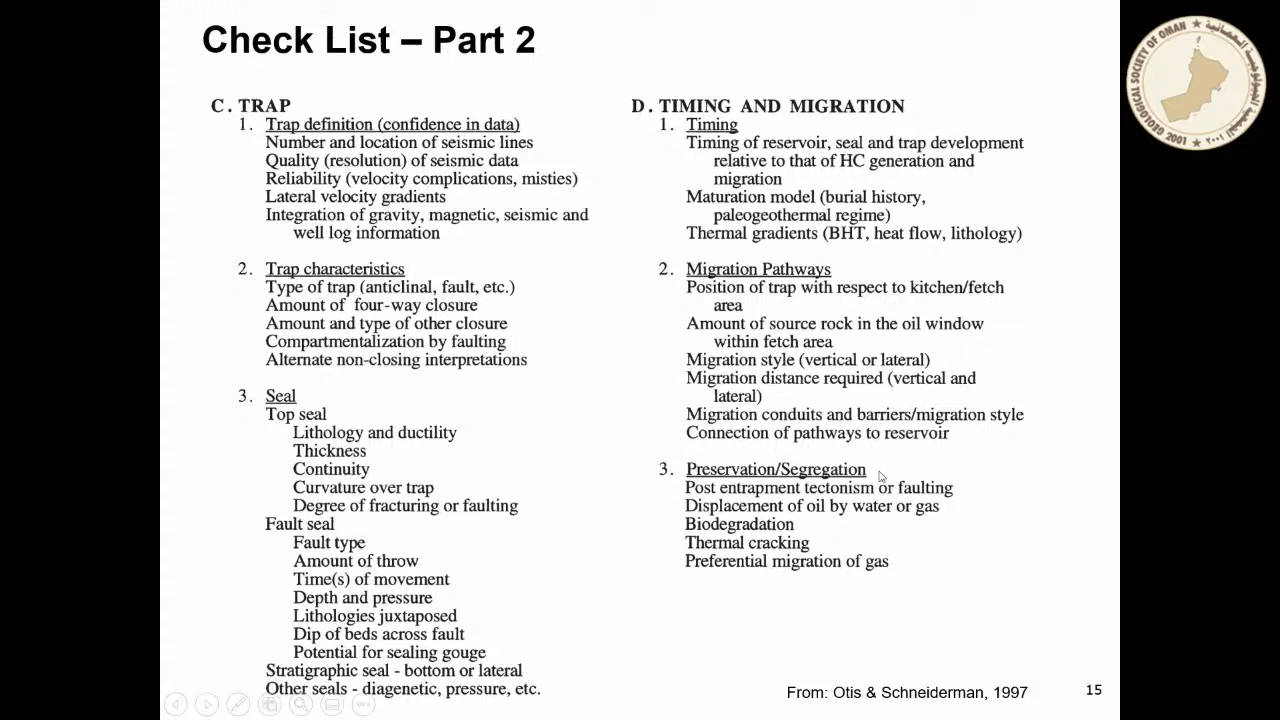 Check List – Part 2
C. TRAP
1. Trap definition (confidence in data)
Number and location of seismic lines
Quality (resolution) of seismic data
Reliability (velocity complications, misties)
Lateral velocity gradients
Integration of gravity, magnetic, seismic and
well log information
2. Trap characteristics
Type of trap (anticlinal, fault, etc.)
Amount of four-way closure
Amount and type of other closure
Compartmentalization by faulting
Alternate non-closing interpretations
3. Seal
Top seal
Lithology and ductility
Thickness
Continuity
Curvature over trap
Degree of fracturing or faulting
Fault seal
Fault type
Amount of throw
Time(s) of movement
Depth and pressure
Lithologies juxtaposed
Dip of beds across fault
Potential for sealing gouge
Stratigraphic seal - bottom or lateral
Other seals - diagenetic, pressure, etc.
D. TIMING AND MIGRATION
1. Timing
Timing of reservoir, seal and trap development
relative to that of HC generation and
migration
Maturation model (burial history,
paleogeothermal regime)
Thermal gradients (BHT, heat flow, lithology)
2. Migration Pathways
Position of trap with respect to kitchen/fetch
area
Amount of source rock in the oil window
within fetch area
Migration style (vertical or lateral)
Migration distance required (vertical and
lateral)
Migration conduits and barriers/migration style
Connection of pathways to reservoir
3. Preservation/Segregation
Post entrapment tectonism or faulting
Displacement of oil by water or gas
Biodegradation
Thermal cracking
Preferential migration of gas
From: Otis & Schneiderman, 1997
15
GEOLOGICAL SOCIETY OF OMAN
2001